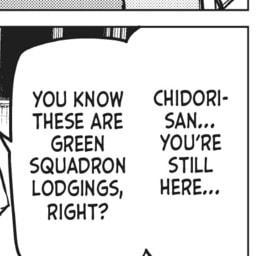 CHIDORI-
SAN...
YOU'RE
STILL
HERE...
YOU KNOW
THESE ARE
GREEN
SQUADRON
LODGINGS,
RIGHT?